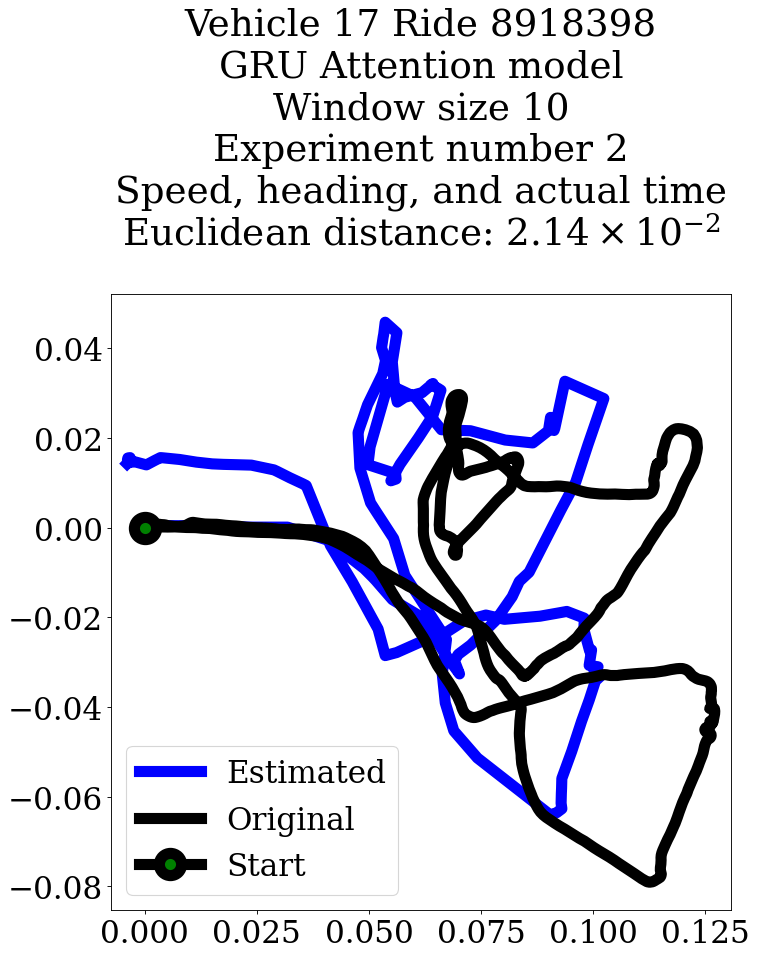 Vehicle 17 Ride 8918398
GRU Attention model
Window size 10
Experiment number 2
Speed, heading, and actual time
Euclidean distance: 2.14 × 10⁻²
0.04
0.02
0.00
−0.02
−0.04
−0.06
−0.08
Estimated
Original
Start
0.000 0.025 0.050 0.075 0.100 0.125